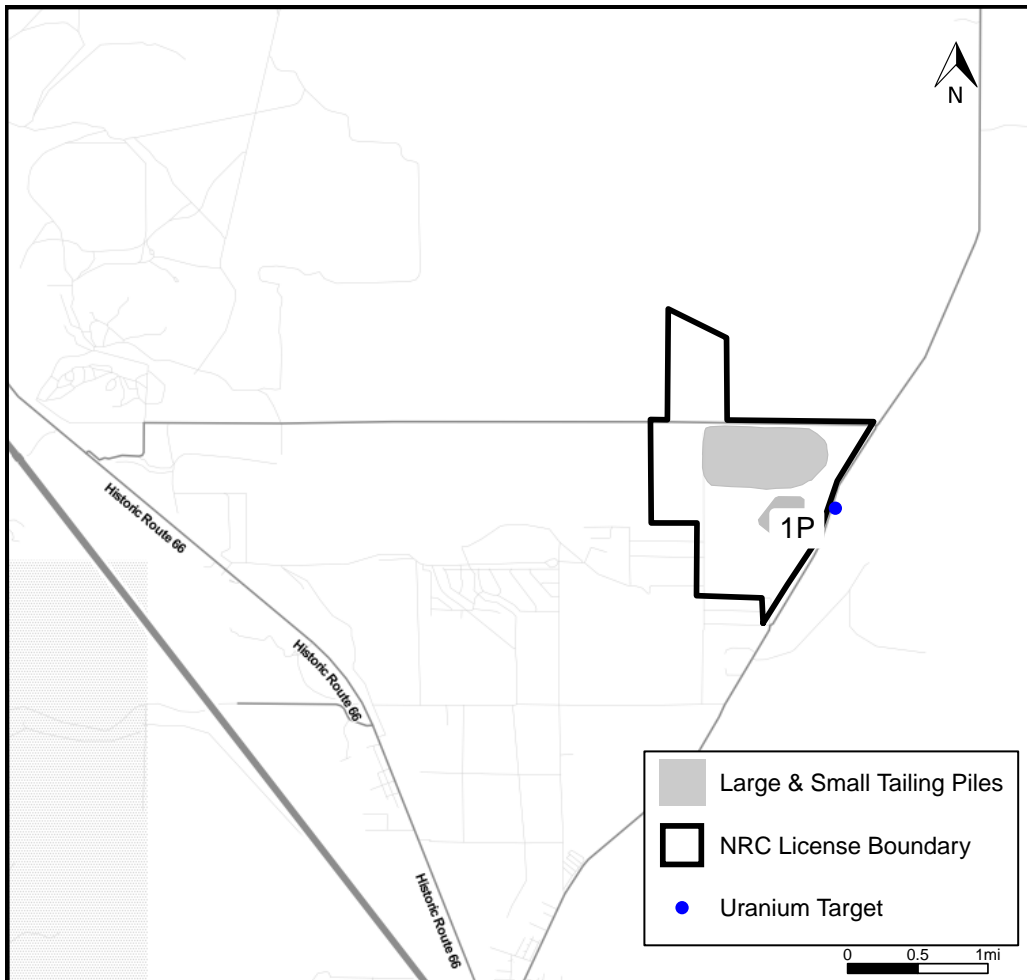 N
Historic Route 66
1P
Historic Route 66
Historic Route 66
Large & Small Tailing Piles
NRC License Boundary
Uranium Target
0 0.5 1mi